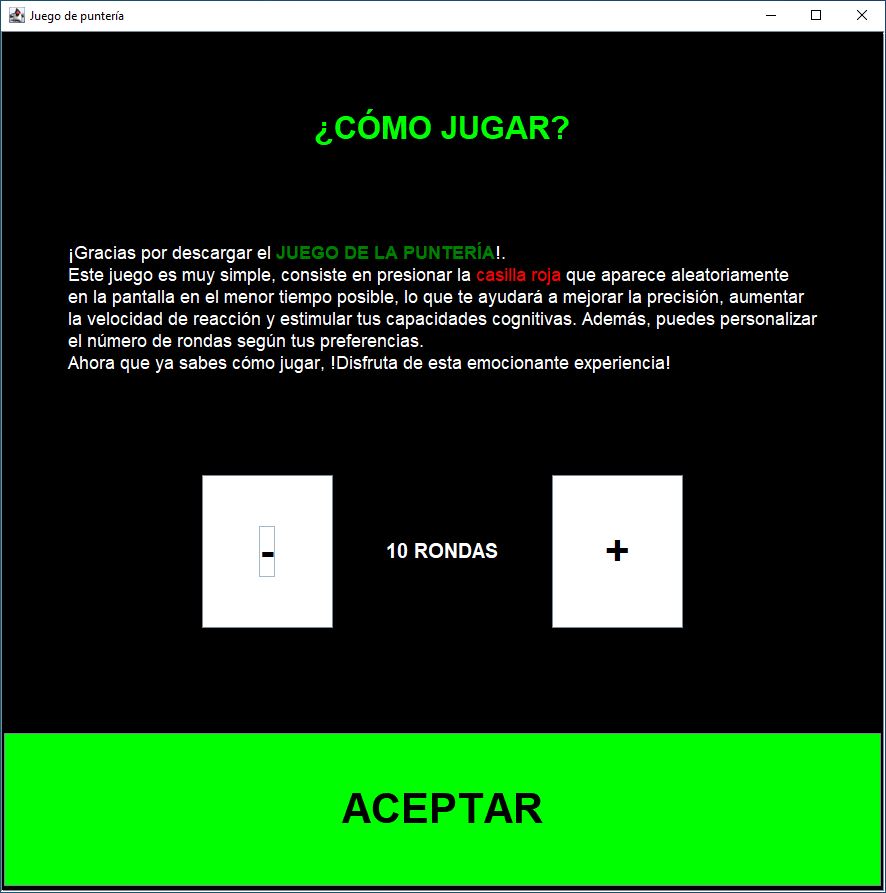 Juego de puntería
¿CÓMO JUGAR?
¡Gracias por descargar el JUEGO DE LA PUNTERÍA!.
Este juego es muy simple, consiste en presionar la casilla roja que aparece aleatoriamente
en la pantalla en el menor tiempo posible, lo que te ayudará a mejorar la precisión, aumentar
la velocidad de reacción y estimular tus capacidades cognitivas. Además, puedes personalizar
el número de rondas según tus preferencias.
Ahora que ya sabes cómo jugar, !Disfruta de esta emocionante experiencia!
- 10 RONDAS +
ACEPTAR